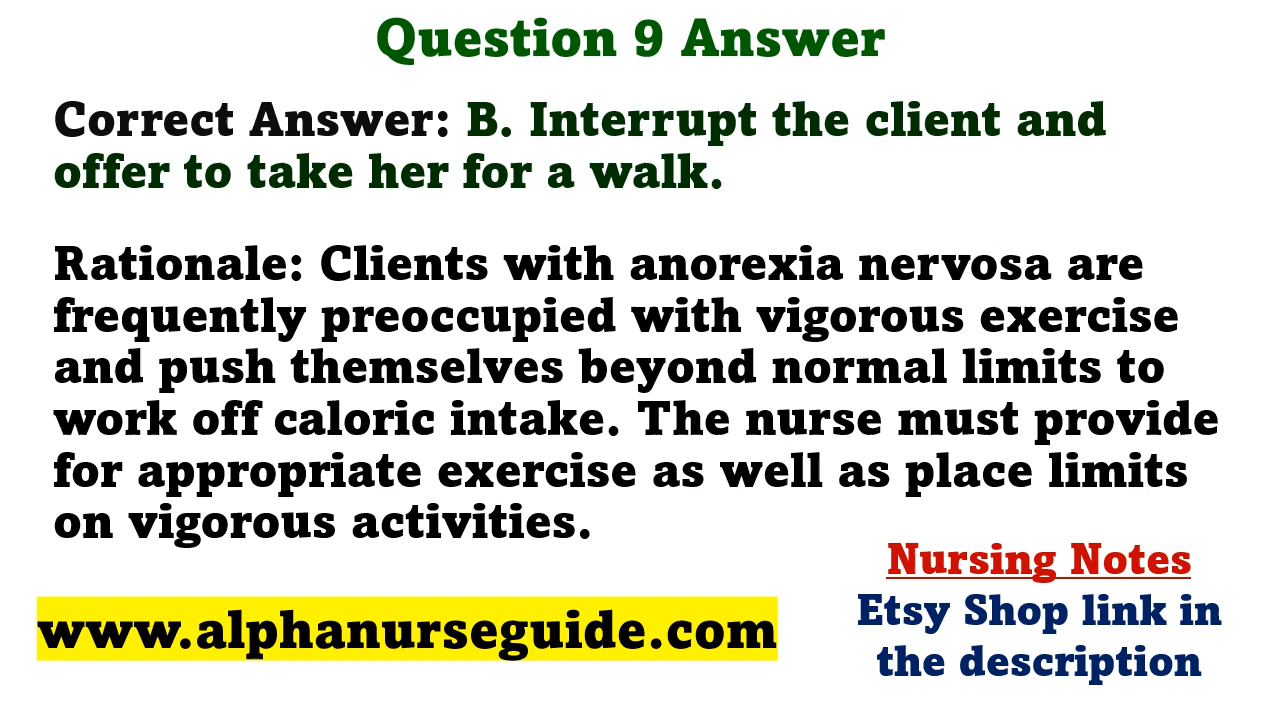 Question 9 Answer
Correct Answer: B. Interrupt the client and
offer to take her for a walk.
Rationale: Clients with anorexia nervosa are
frequently preoccupied with vigorous exercise
and push themselves beyond normal limits to
work off caloric intake. The nurse must provide
for appropriate exercise as well as place limits
on vigorous activities.
Nursing Notes
Etsy Shop link in
the description
www.alphanurseguide.com